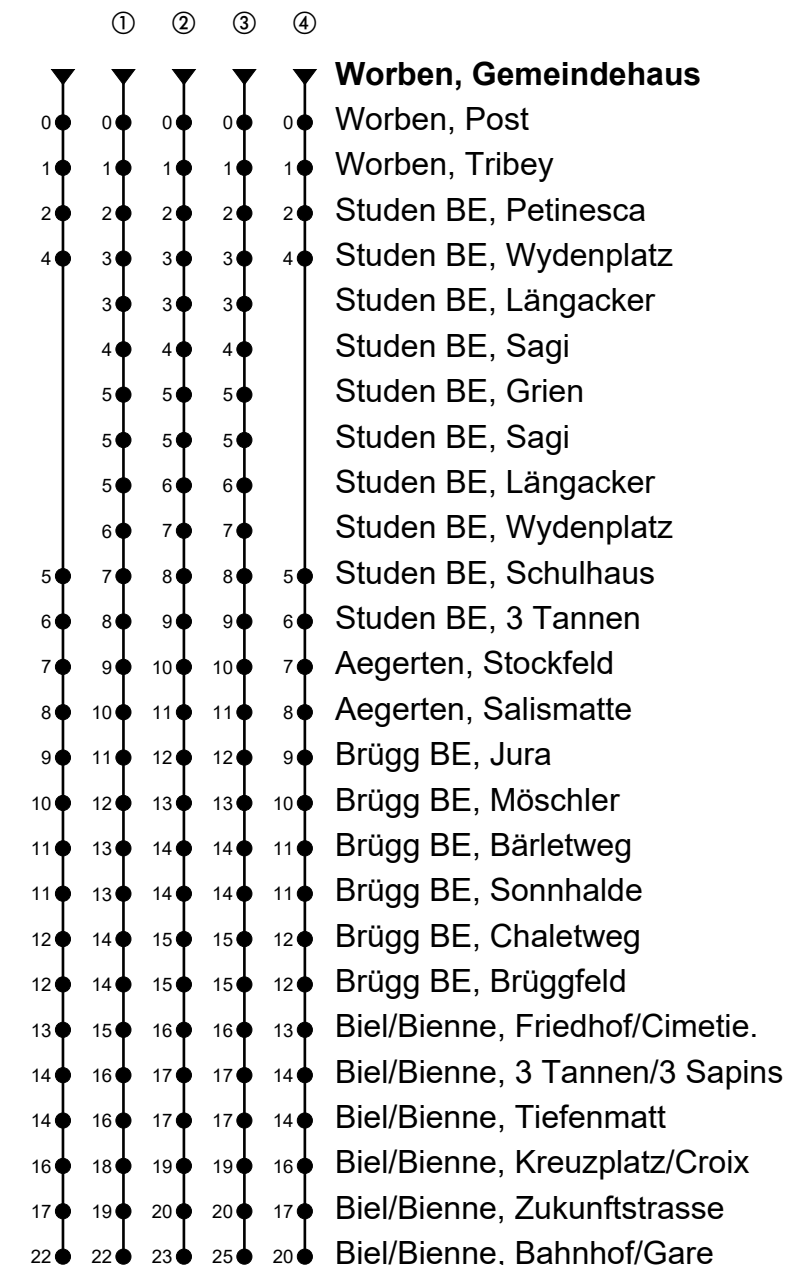 ① ② ③ ④
Worben, Gemeindehaus
0 0 0 0 0 Worben, Post
1 1 1 1 1 Worben, Tribey
2 2 2 2 2 Studen BE, Petinesca
4 3 3 3 4 Studen BE, Wydenplatz
3 3 3 Studen BE, Längacker
4 4 4 Studen BE, Sagi
5 5 5 Studen BE, Grien
5 5 5 Studen BE, Sagi
5 6 6 Studen BE, Längacker
6 7 7 Studen BE, Wydenplatz
5 7 8 8 5 Studen BE, Schulhaus
6 8 9 9 6 Studen BE, 3 Tannen
7 9 10 10 7 Aegerten, Stockfeld
8 10 11 11 8 Aegerten, Salismatte
9 11 12 12 9 Brügg BE, Jura
10 12 13 13 10 Brügg BE, Möschler
11 13 14 14 11 Brügg BE, Bärletweg
11 13 14 14 11 Brügg BE, Sonnhalde
12 14 15 15 12 Brügg BE, Chaletweg
12 14 15 15 12 Brügg BE, Brüggfeld
13 15 16 16 13 Biel/Bienne, Friedhof/Cimetie.
14 16 17 17 14 Biel/Bienne, 3 Tannen/3 Sapins
14 16 17 17 14 Biel/Bienne, Tiefenmatt
16 18 19 19 16 Biel/Bienne, Kreuzplatz/Croix
17 19 20 20 17 Biel/Bienne, Zukunftstrasse
22 22 23 25 20 Biel/Bienne, Bahnhof/Gare